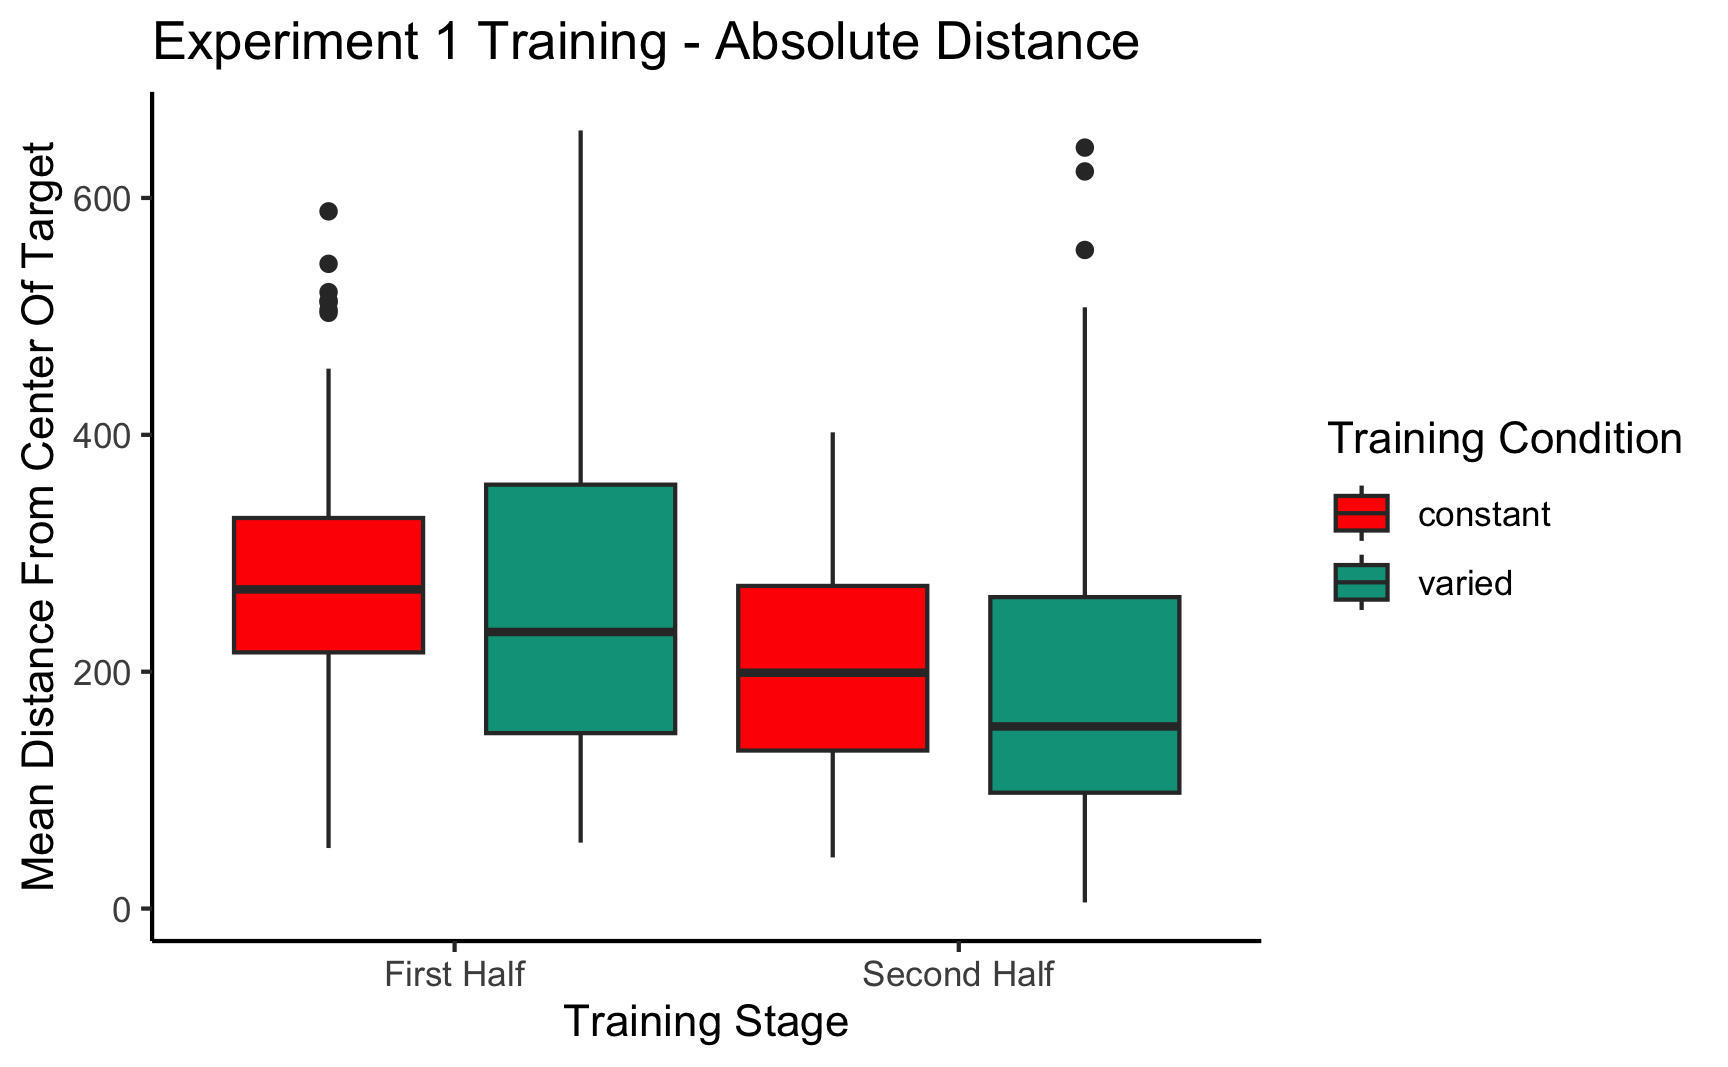 Experiment 1 Training - Absolute Distance
Mean Distance From Center Of Target
600
400
200
0
First Half
Second Half
Training Stage
Training Condition
constant
varied